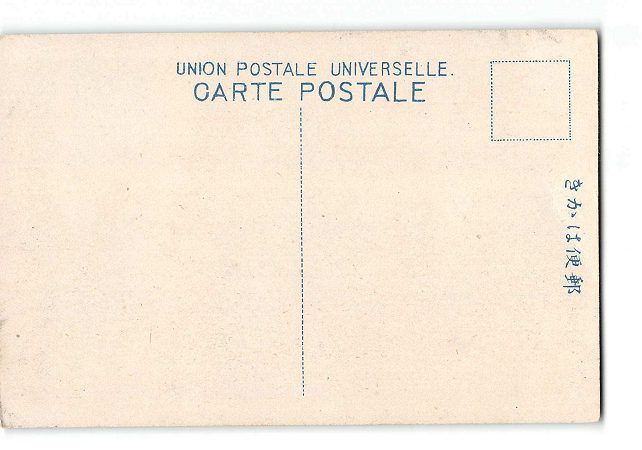 UNION POSTALE UNIVERSELLE.
CARTE POSTALE
きかは便郵